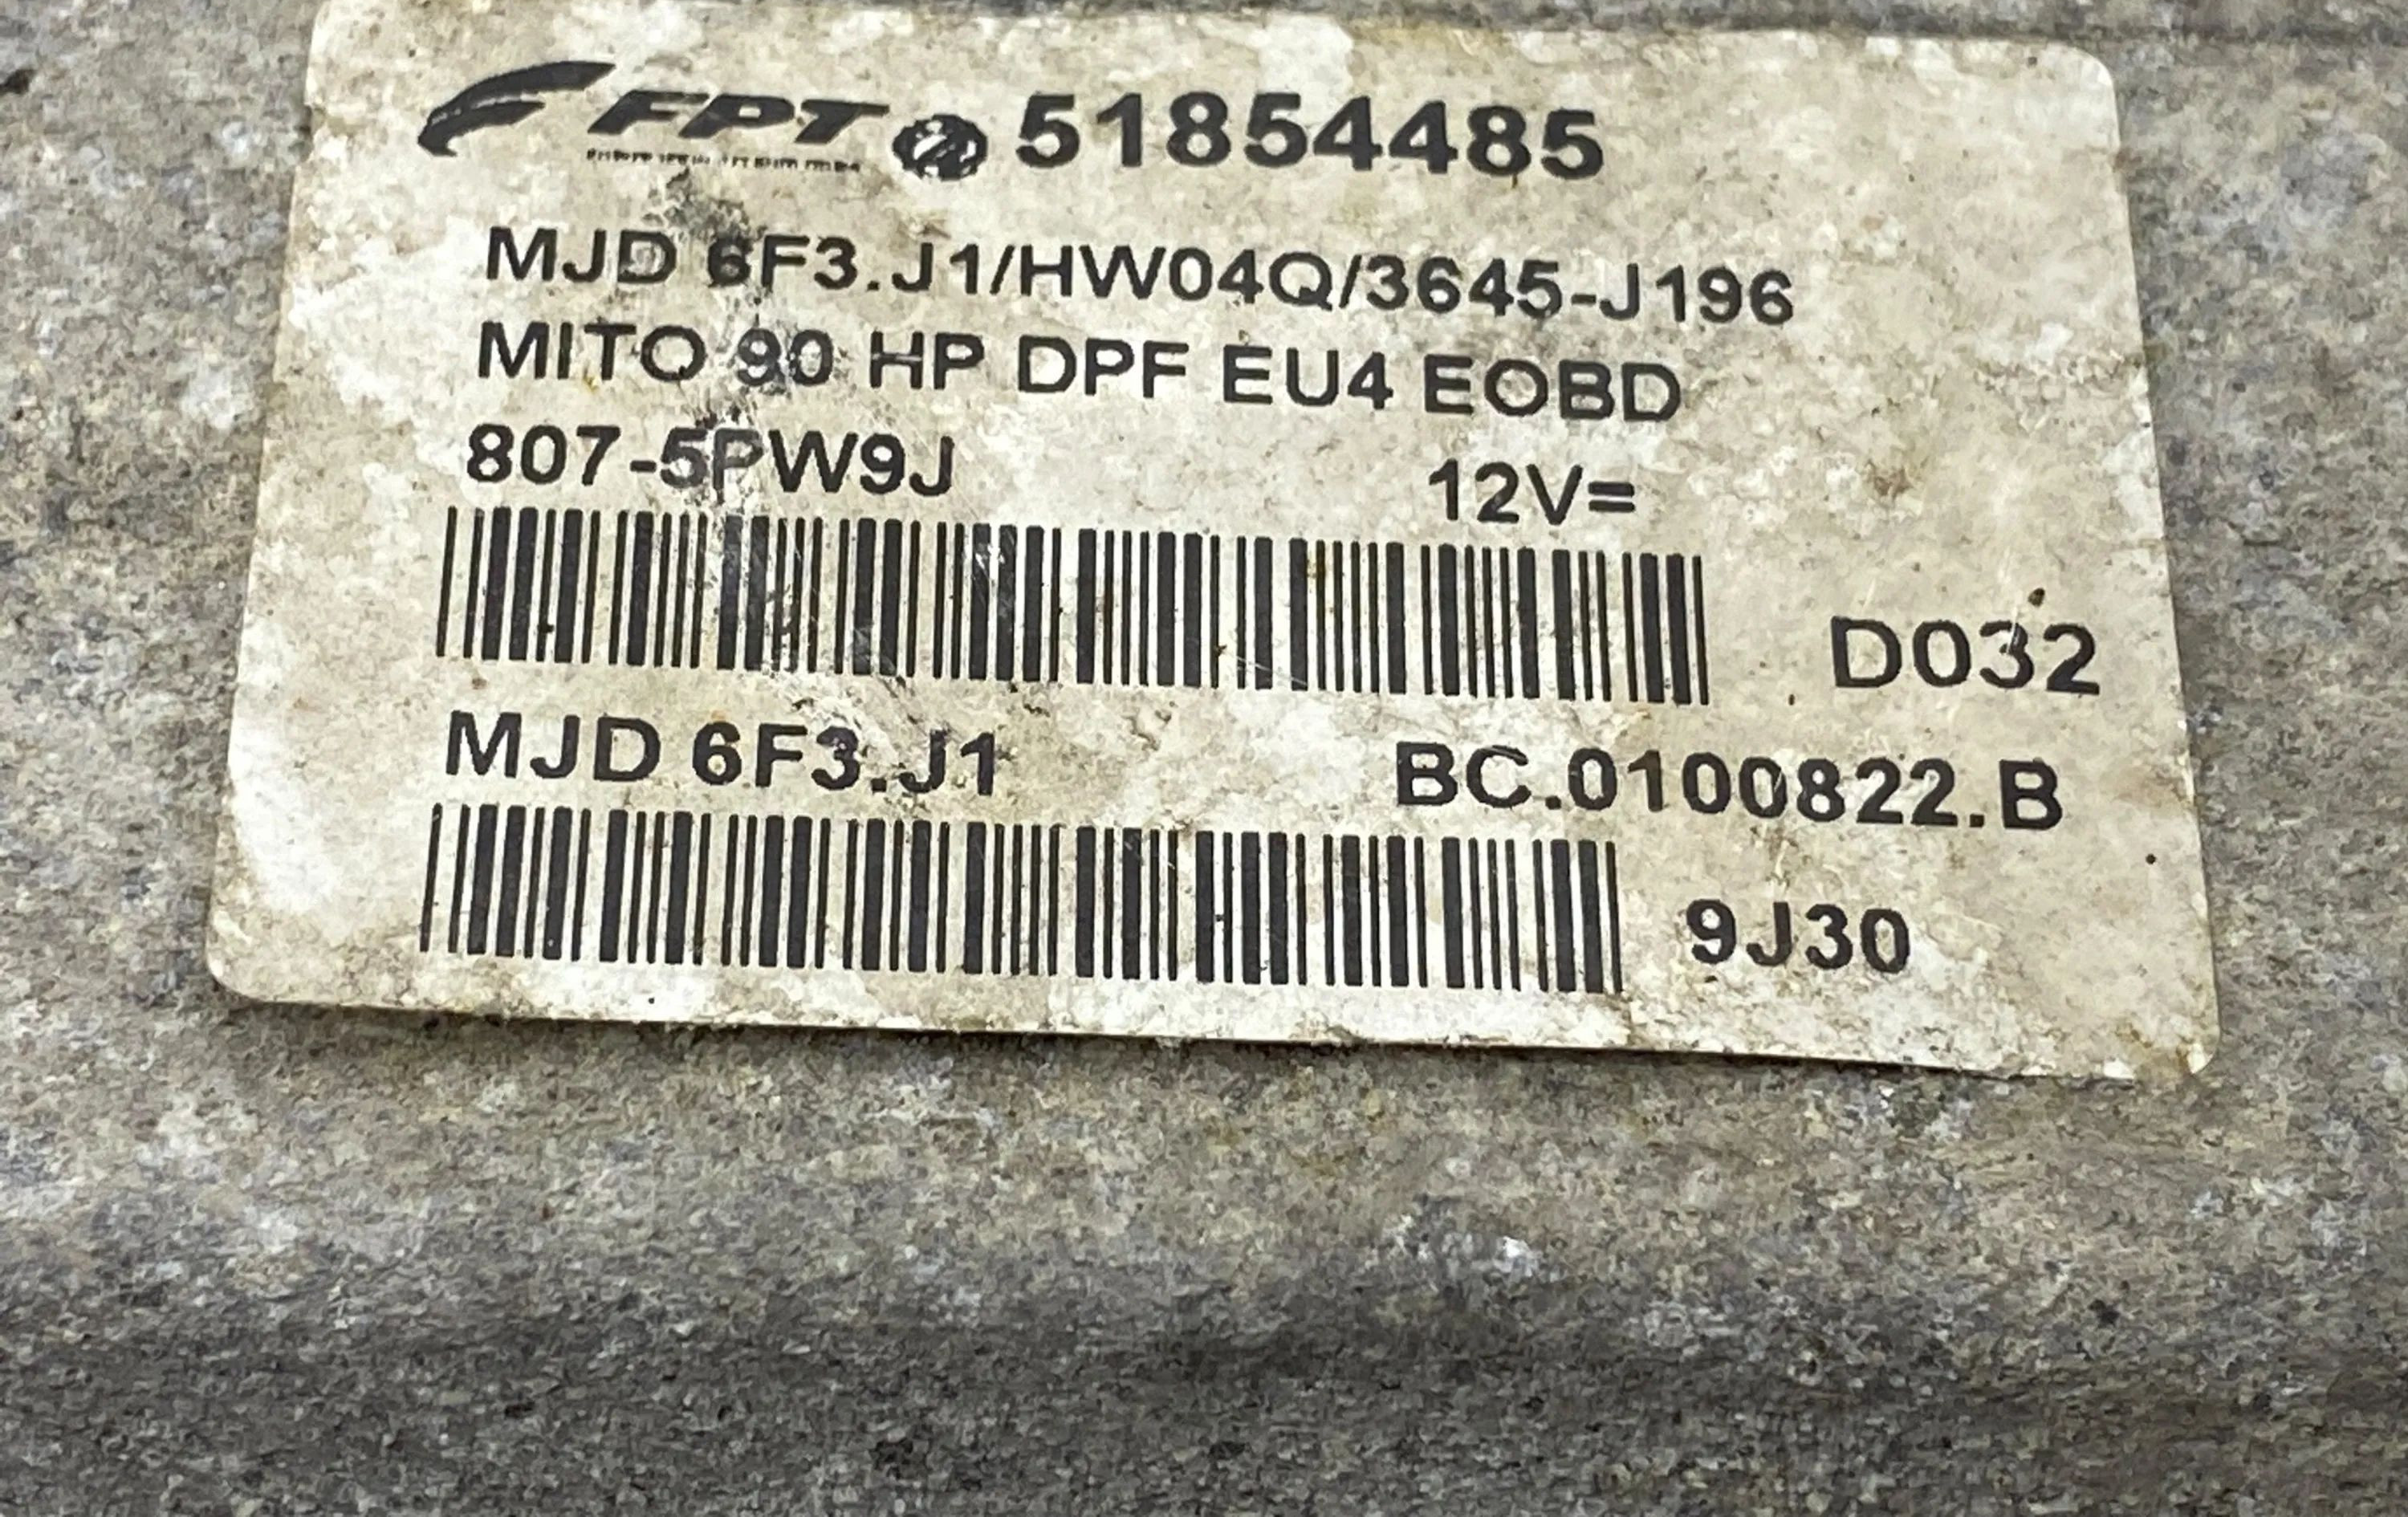 FPT 51854485
MJD 6F3.J1/HW04Q/3645-J196
MITO 90 HP DPF EU4 EOBD
807-5PW9J 12V=
D032
MJD 6F3.J1 BC.0100822.B
9J30